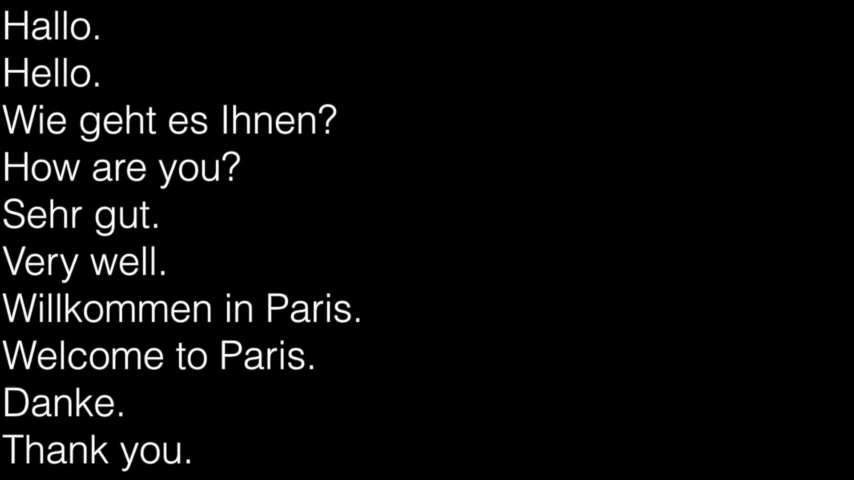 Hallo.
Hello.
Wie geht es Ihnen?
How are you?
Sehr gut.
Very well.
Willkommen in Paris.
Welcome to Paris.
Danke.
Thank you.